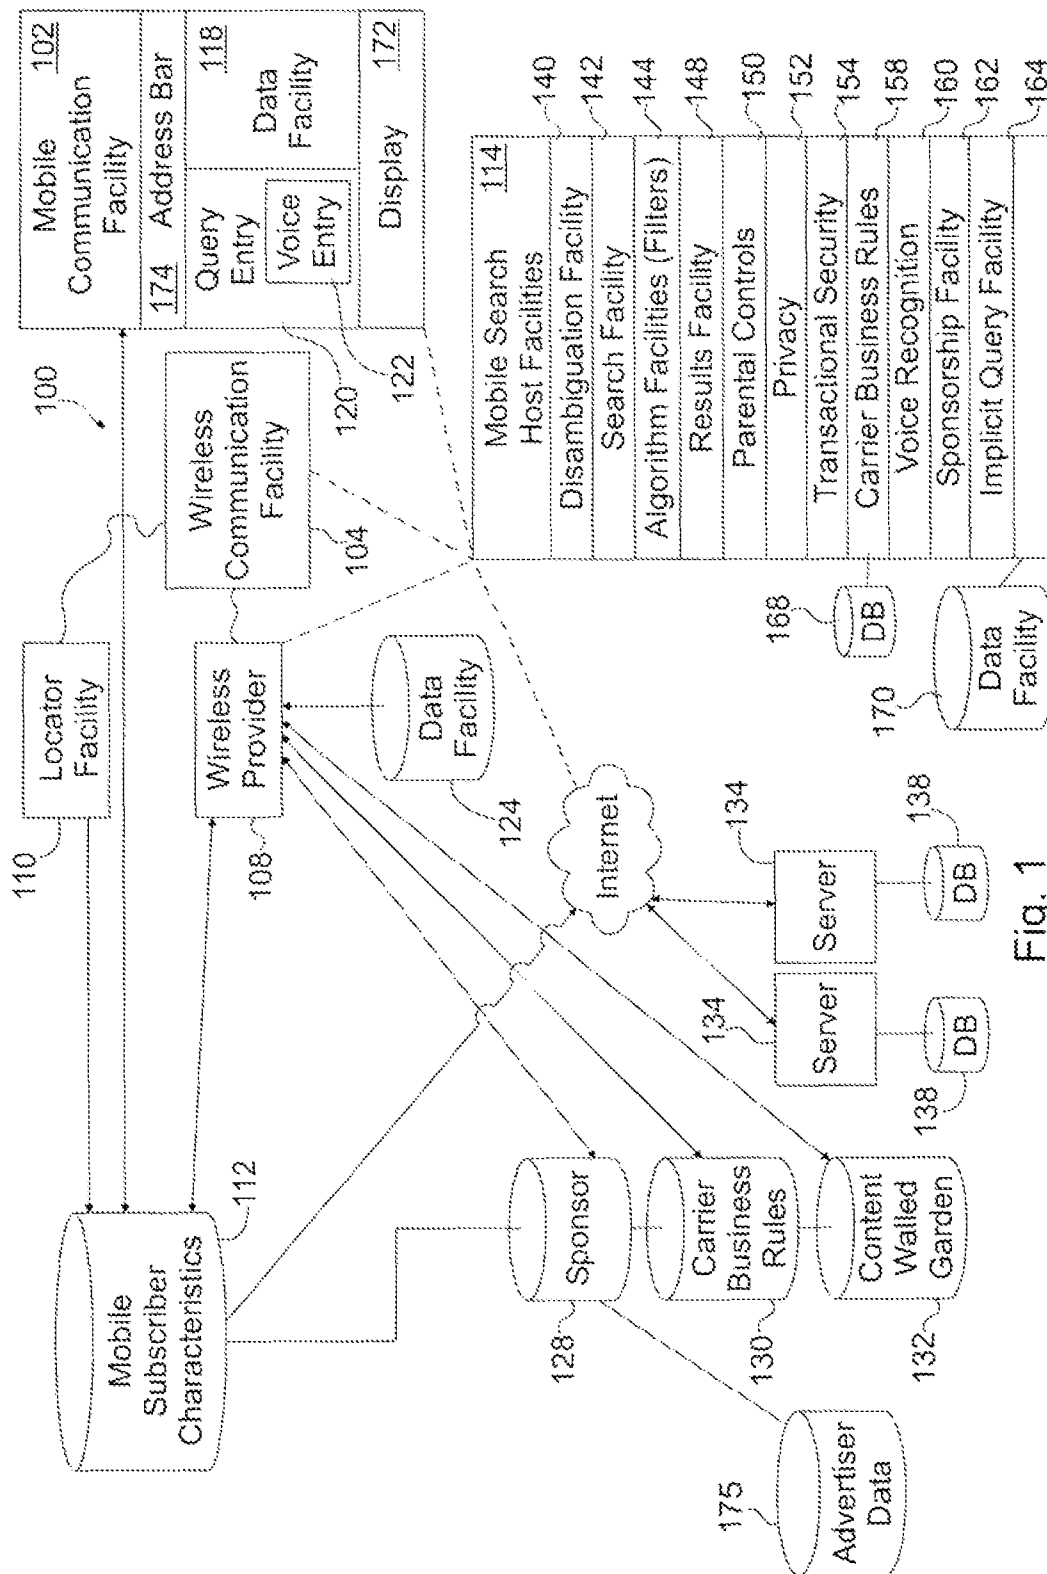 100
110
Locator
Facility
Mobile
Communication
Facility
102
174
Address Bar
Query
Entry
118
Voice
Entry
Data
Facility
Display
172
120
122
Wireless
Communication
Facility
104
Wireless
Provider
108
Data
Facility
124
Mobile
Subscriber
Characteristics
112
Internet
Sponsor
128
Carrier
Business
Rules
130
Content
Walled
Garden
132
Advertiser
Data
175
Server
134
Server
134
DB
138
DB
138
Mobile Search
Host Facilities
114
Disambiguation Facility
140
Search Facility
142
Algorithm Facilities (Filters)
144
Results Facility
148
Parental Controls
150
Privacy
152
Transactional Security
154
Carrier Business Rules
158
Voice Recognition
160
Sponsorship Facility
162
Implicit Query Facility
164
168
DB
170
Data
Facility
Fig. 1